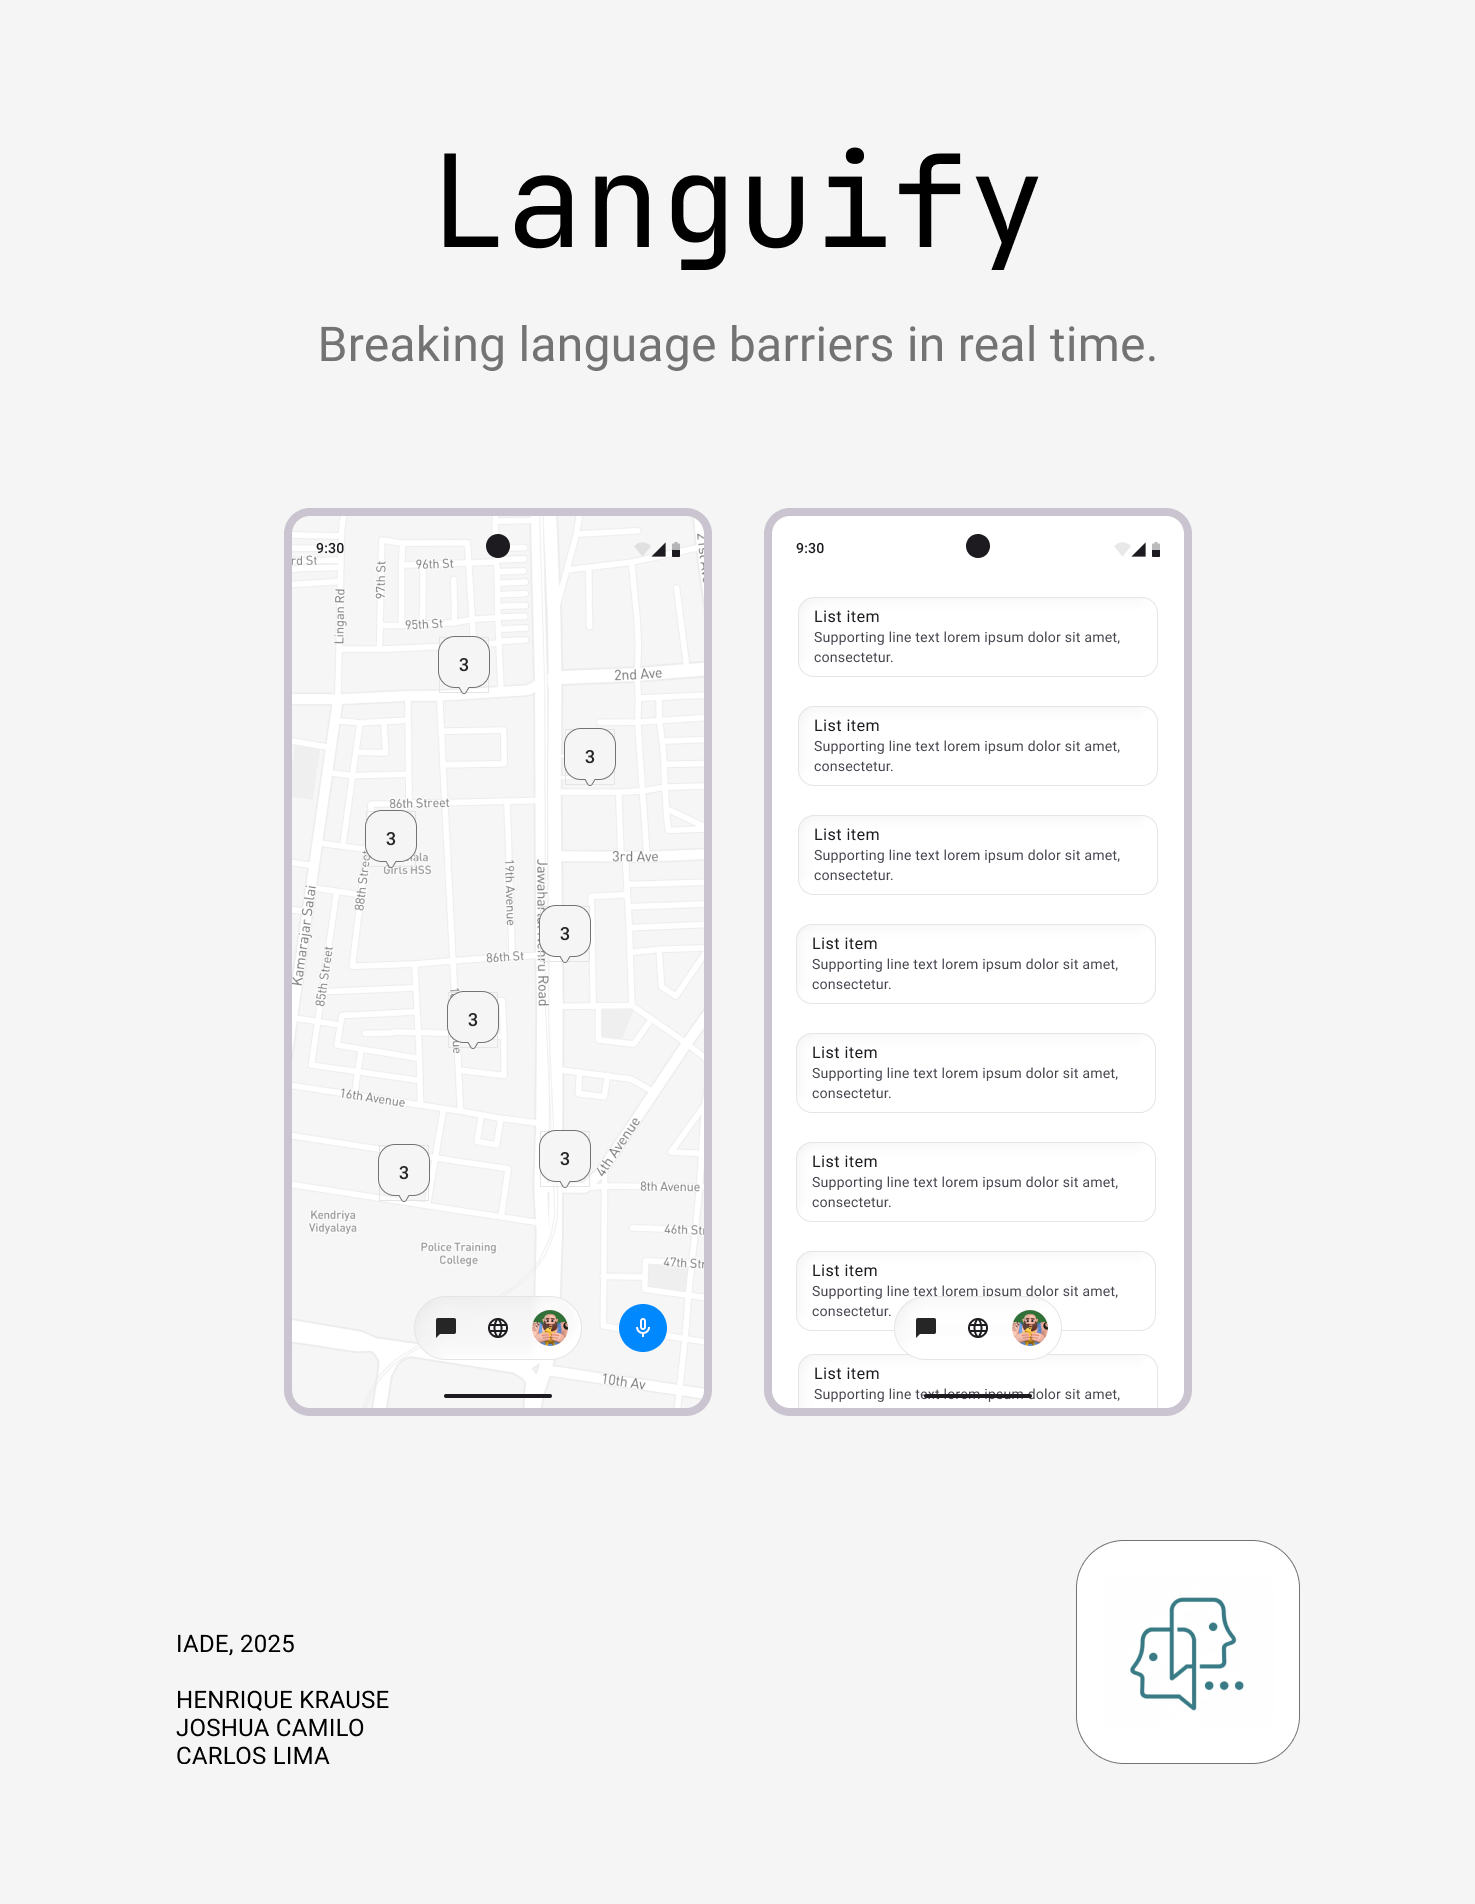 Languify
Breaking language barriers in real time.
9:30
rd St
96th St
97th St
Lingan Rd
95th St
3
2nd Ave
3
86th Street
3
Girls HSS
88th Street
19th Avenue
3rd Ave
Kamarajar Salai
3
Road
86th St
85th Street
3
16th Avenue
3
3
4th Avenue
8th Avenue
Kendriya
Vidyalaya
46th St
Police Training
College
47th St
10th Av
9:30
List item
Supporting line text lorem ipsum dolor sit amet,
consectetur.
List item
Supporting line text lorem ipsum dolor sit amet,
consectetur.
List item
Supporting line text lorem ipsum dolor sit amet,
consectetur.
List item
Supporting line text lorem ipsum dolor sit amet,
consectetur.
List item
Supporting line text lorem ipsum dolor sit amet,
consectetur.
List item
Supporting line text lorem ipsum dolor sit amet,
consectetur.
List item
Supporting line text lorem ipsum dolor sit amet,
consectetur.
List item
Supporting line text lorem ipsum dolor sit amet,
IADE, 2025
HENRIQUE KRAUSE
JOSHUA CAMILO
CARLOS LIMA